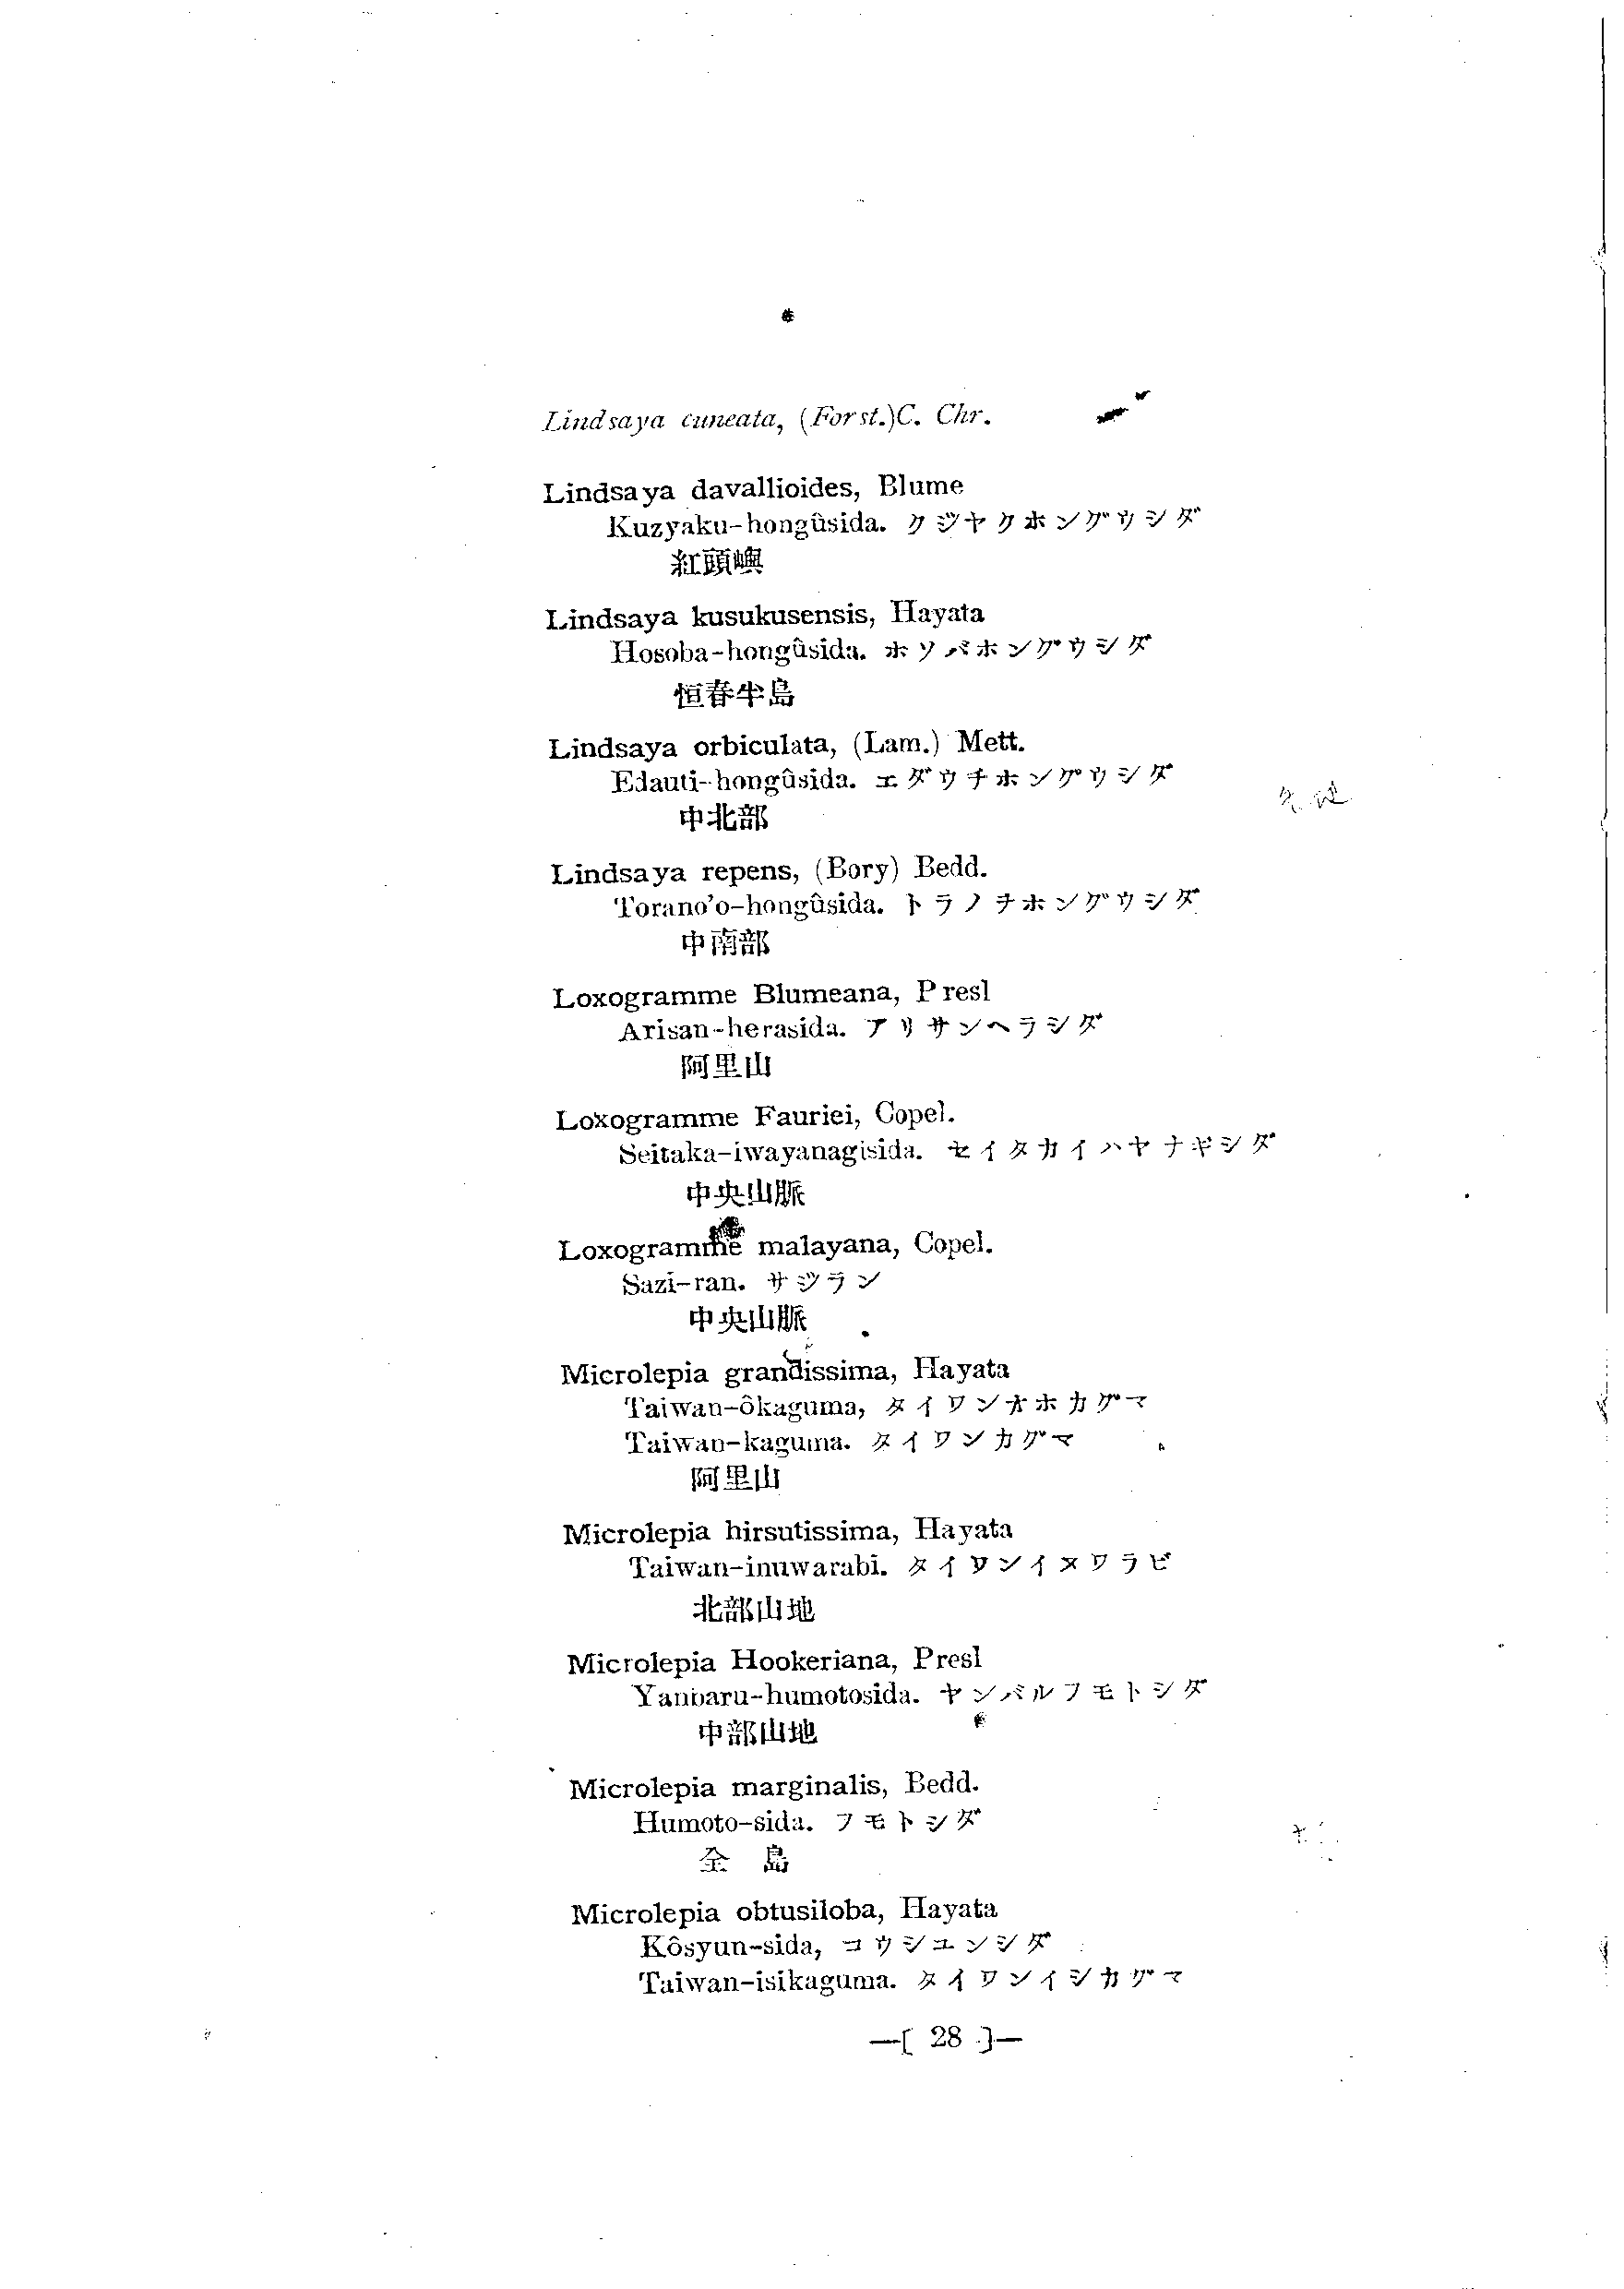 Lindsaya cuneata, (Forst.)C. Chr.
Lindsaya davallioides, Blume
Kuzyaku-hongûsida. クジヤクホングウシダ
紅頭嶼
Lindsaya kusukusensis, Hayata
Hosoba-hongûsida. ホソバホングウシダ
恒春半島
Lindsaya orbiculata, (Lam.) Mett.
Edauti-hongûsida. エダウチホングウシダ
中北部
Lindsaya repens, (Bory) Bedd.
Torano'o-hongûsida. トラノヲホングウシダ
中南部
Loxogramme Blumeana, Presl
Arisan-herasida. アリサンヘラシダ
阿里山
Loxogramme Fauriei, Copel.
Seitaka-iwayanagisida. セイタカイハヤナギシダ
中央山脈
Loxogramme malayana, Copel.
Sazi-ran. サジラン
中央山脈
Microlepia grandissima, Hayata
Taiwan-ôkaguma, タイワンオホカグマ
Taiwan-kaguma. タイワンカグマ
阿里山
Microlepia hirsutissima, Hayata
Taiwan-inuwarabi. タイワンイヌワラビ
北部山地
Microlepia Hookeriana, Presl
Yanbaru-humotosida. ヤンバルフモトシダ
中部山地
Microlepia marginalis, Bedd.
Humoto-sida. フモトシダ
全 島
Microlepia obtusiloba, Hayata
Kôsyun-sida, コウシユンシダ
Taiwan-isikaguma. タイワンイシカグマ
—[ 28 ]—